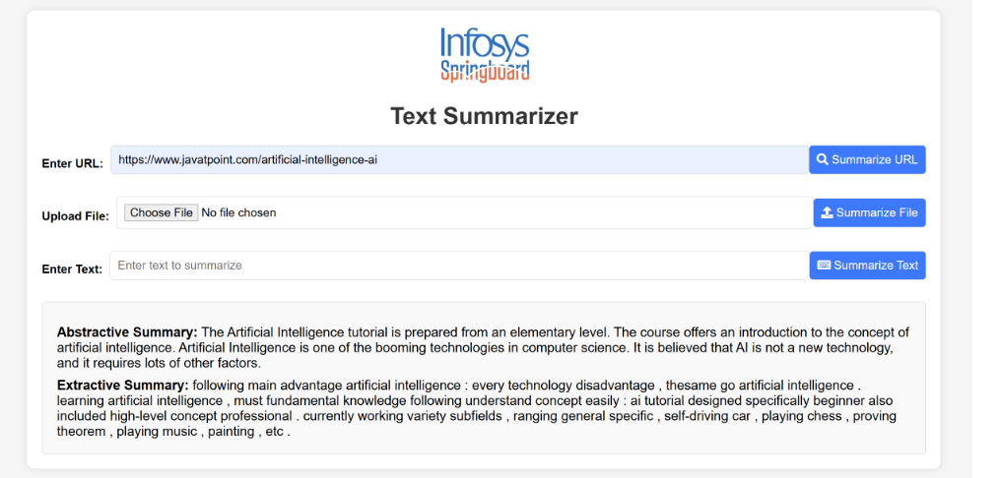 Infosys
Springboard
Text Summarizer
Enter URL: https://www.javatpoint.com/artificial-intelligence-ai Summarize URL
Upload File: Choose File No file chosen Summarize File
Enter Text: Enter text to summarize Summarize Text
Abstractive Summary: The Artificial Intelligence tutorial is prepared from an elementary level. The course offers an introduction to the concept of
artificial intelligence. Artificial Intelligence is one of the booming technologies in computer science. It is believed that AI is not a new technology,
and it requires lots of other factors.
Extractive Summary: following main advantage artificial intelligence : every technology disadvantage , thesame go artificial intelligence .
learning artificial intelligence , must fundamental knowledge following understand concept easily : ai tutorial designed specifically beginner also
included high-level concept professional . currently working variety subfields , ranging general specific , self-driving car , playing chess , proving
theorem , playing music , painting , etc .